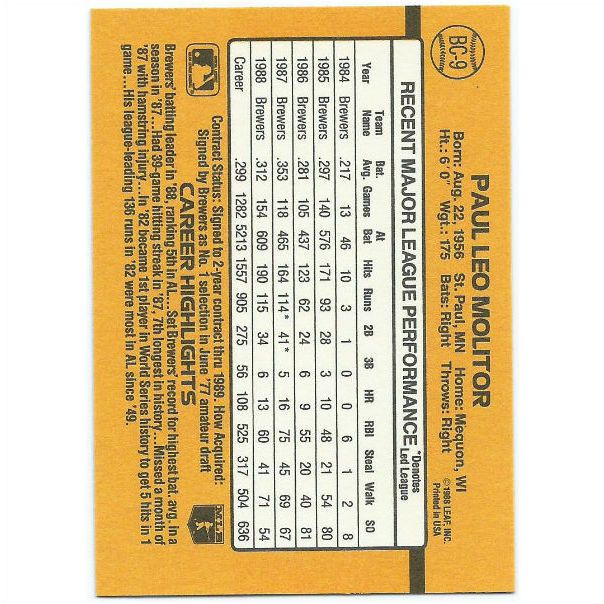 BC-9
PAUL LEO MOLITOR
Born: Aug. 22, 1956 St. Paul, MN Home: Mequon, WI
Ht.: 6' 0" Wgt.: 175 Bats: Right Throws: Right
©1988 LEAF, INC.
Printed in USA
RECENT MAJOR LEAGUE PERFORMANCE *Denotes Led League
Year Team Name Bat. Avg. Games At Bat Hits Runs 2B 3B HR RBI Steal Walk SO
1984 Brewers .217 13 46 10 3 1 0 0 6 1 2 8
1985 Brewers .297 140 576 171 93 28 3 10 48 21 54 80
1986 Brewers .281 105 437 123 62 24 6 9 55 20 40 81
1987 Brewers .353 118 465 164 114* 41* 5 16 75 45 69 67
1988 Brewers .312 154 609 190 115 34 6 13 60 41 71 54
Career .299 1282 5213 1557 905 275 56 108 525 317 504 636
Contract Status: Signed to 2-year contract thru 1989. How Acquired:
Signed by Brewers as No. 1 selection in June '77 amateur draft
CAREER HIGHLIGHTS
Brewers' batting leader in '88, ranking 5th in AL... Set Brewers' record for highest bat. avg. in a
season in '87...Had 39-game hitting streak in '87, 7th longest in history...Missed a month of
'87 with hamstring injury...In '82 became 1st player in World Series history to get 5 hits in 1
game...His league-leading 136 runs in '82 were most in AL since '49.